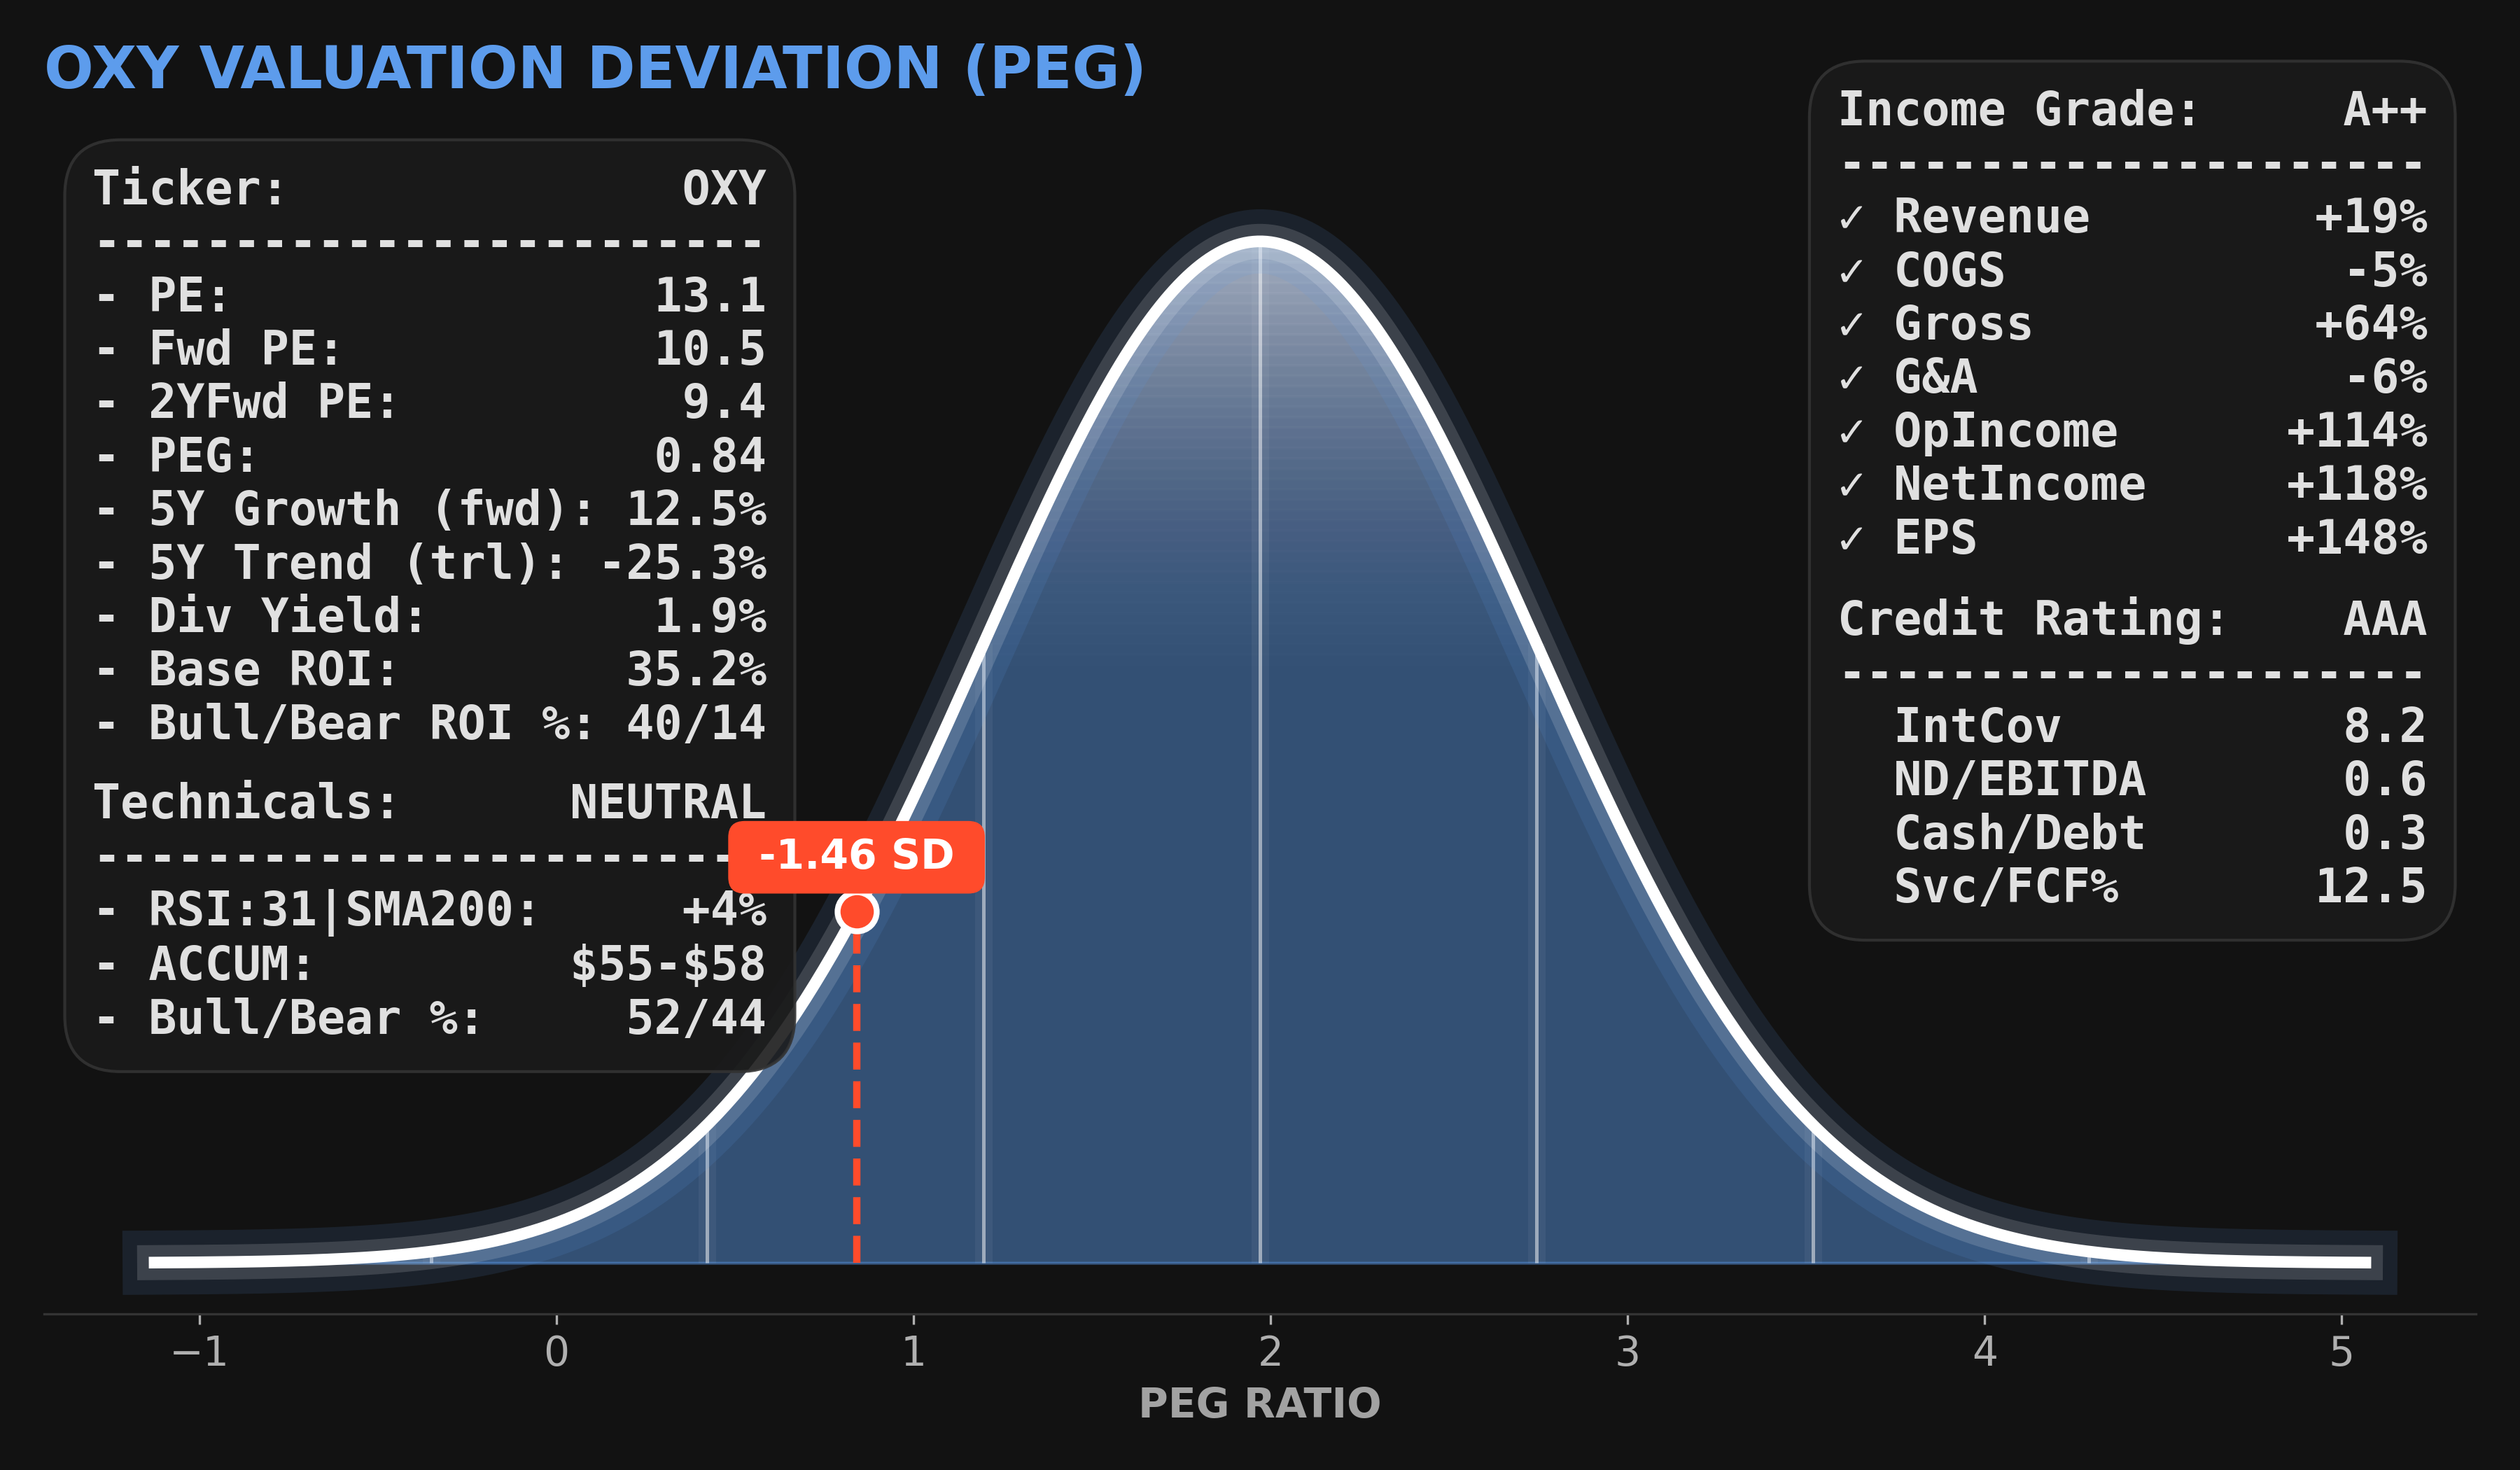 OXY VALUATION DEVIATION (PEG)
Ticker: OXY
------------------------
- PE: 13.1
- Fwd PE: 10.5
- 2YFwd PE: 9.4
- PEG: 0.84
- 5Y Growth (fwd): 12.5%
- 5Y Trend (trl): -25.3%
- Div Yield: 1.9%
- Base ROI: 35.2%
- Bull/Bear ROI %: 40/14
Technicals: NEUTRAL
------------------------
- RSI:31|SMA200: +4%
- ACCUM: $55-$58
- Bull/Bear %: 52/44
-1.46 SD
Income Grade: A++
---------------------
✓ Revenue +19%
✓ COGS -5%
✓ Gross +64%
✓ G&A -6%
✓ OpIncome +114%
✓ NetIncome +118%
✓ EPS +148%
Credit Rating: AAA
---------------------
IntCov 8.2
ND/EBITDA 0.6
Cash/Debt 0.3
Svc/FCF% 12.5
−1 0 1 2 3 4 5
PEG RATIO